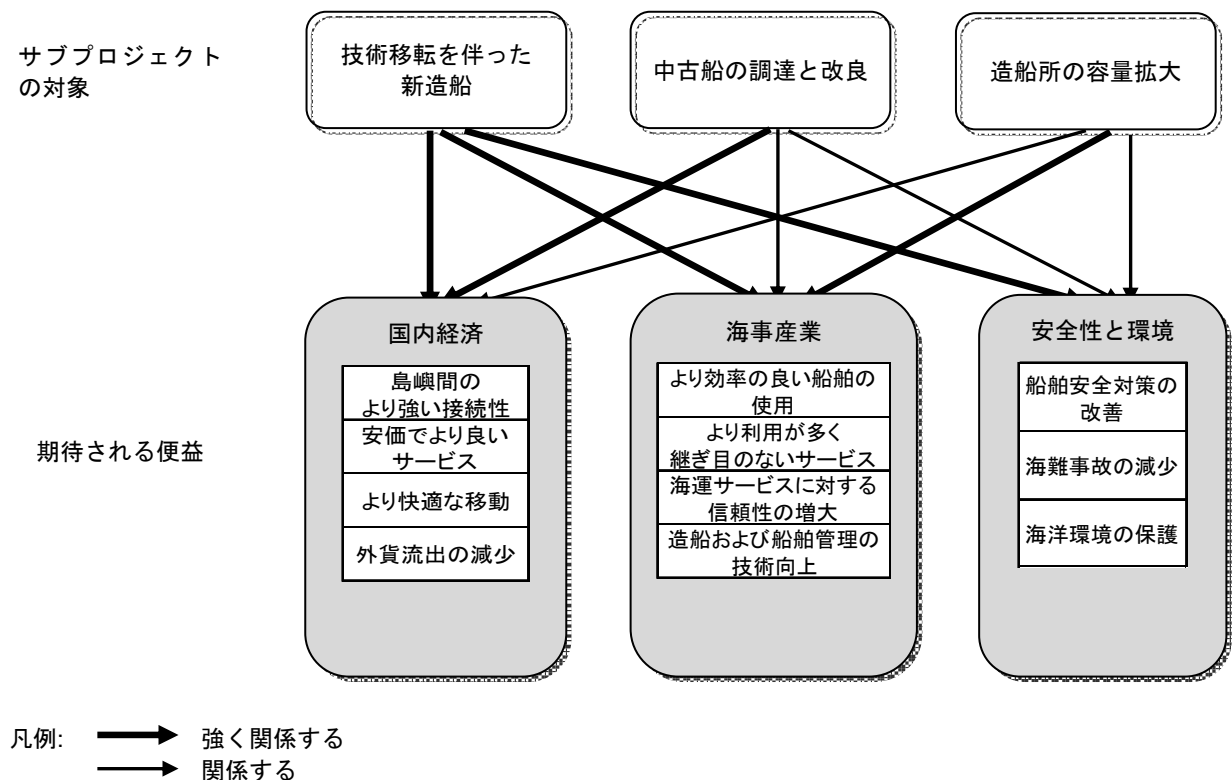 サブプロジェクト
の対象
技術移転を伴った
新造船
中古船の調達と改良
造船所の容量拡大
期待される便益
国内経済
島嶼間の
より強い接続性
安価でより良い
サービス
より快適な移動
外貨流出の減少
海事産業
より効率の良い船舶の
使用
より利用が多く
継ぎ目のないサービス
海運サービスに対する
信頼性の増大
造船および船舶管理の
技術向上
安全性と環境
船舶安全対策の
改善
海難事故の減少
海洋環境の保護
凡例:
強く関係する
関係する